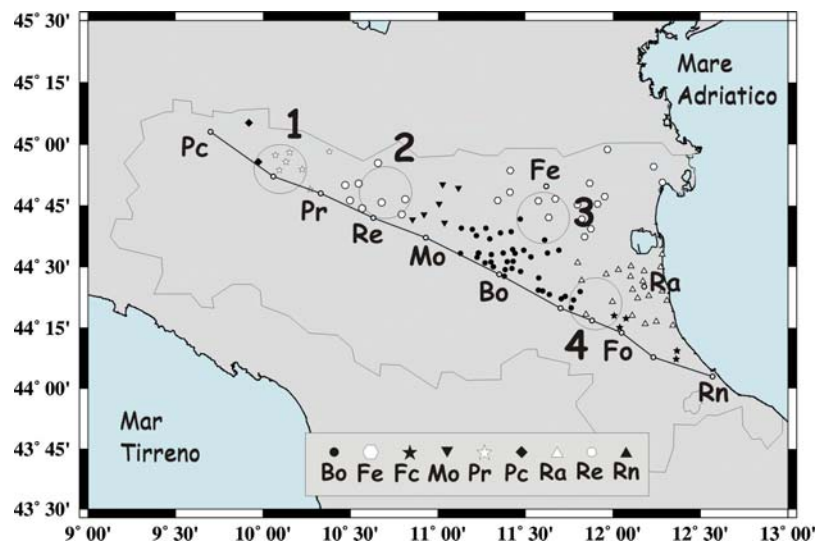 45° 30'
45° 15'
45° 00'
44° 45'
44° 30'
44° 15'
44° 00'
43° 45'
43° 30'
Mare
Adriatico
1
Pc
2
Fe
Pr
3
Re
Mo
Ra
Bo
4
Fo
Rn
Mar
Tirreno
Bo Fe Fc Mo Pr Pc Ra Re Rn
9° 00' 9° 30' 10° 00' 10° 30' 11° 00' 11° 30' 12° 00' 12° 30' 13° 00'